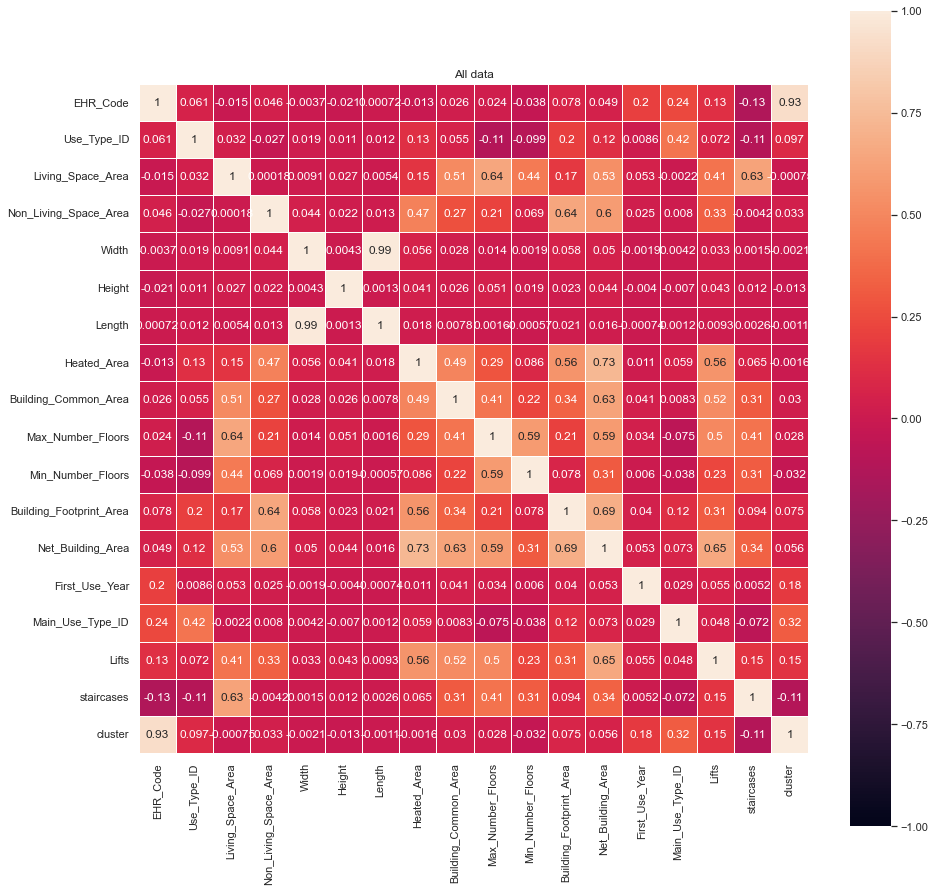 All data
1.00
EHR_Code 1 0.061 -0.015 0.046 -0.0037 -0.021 0.00072 -0.013 0.026 0.024 -0.038 0.078 0.049 0.2 0.24 0.13 -0.13 0.93
Use_Type_ID 0.061 1 0.032 -0.027 0.019 0.011 0.012 0.13 0.055 -0.11 -0.099 0.2 0.12 0.0086 0.42 0.072 -0.11 0.097
0.75
Living_Space_Area -0.015 0.032 1 0.00018 0.0091 0.027 0.0054 0.15 0.51 0.64 0.44 0.17 0.53 0.053 -0.0022 0.41 0.63 -0.00075
Non_Living_Space_Area 0.046 -0.027 0.00018 1 0.044 0.022 0.013 0.47 0.27 0.21 0.069 0.64 0.6 0.025 0.008 0.33 -0.0042 0.033
0.50
Width 0.0037 0.019 0.0091 0.044 1 0.0043 0.99 0.056 0.028 0.014 0.0019 0.058 0.05 -0.0019 0.0042 0.033 0.0015 -0.0021
Height -0.021 0.011 0.027 0.022 0.0043 1 0.0013 0.041 0.026 0.051 0.019 0.023 0.044 -0.004 -0.007 0.043 0.012 -0.013
0.25
Length 0.00072 0.012 0.0054 0.013 0.99 0.0013 1 0.018 0.0078 0.0016 -0.00057 0.021 0.016 -0.00074 0.0012 0.0093 0.0026 -0.0011
Heated_Area -0.013 0.13 0.15 0.47 0.056 0.041 0.018 1 0.49 0.29 0.086 0.56 0.73 0.011 0.059 0.56 0.065 -0.0016
Building_Common_Area 0.026 0.055 0.51 0.27 0.028 0.026 0.0078 0.49 1 0.41 0.22 0.34 0.63 0.041 0.0083 0.52 0.31 0.03
0.00
Max_Number_Floors 0.024 -0.11 0.64 0.21 0.014 0.051 0.0016 0.29 0.41 1 0.59 0.21 0.59 0.034 -0.075 0.5 0.41 0.028
Min_Number_Floors -0.038 -0.099 0.44 0.069 0.0019 0.019 -0.00057 0.086 0.22 0.59 1 0.078 0.31 0.006 -0.038 0.23 0.31 -0.032
Building_Footprint_Area 0.078 0.2 0.17 0.64 0.058 0.023 0.021 0.56 0.34 0.21 0.078 1 0.69 0.04 0.12 0.31 0.094 0.075
-0.25
Net_Building_Area 0.049 0.12 0.53 0.6 0.05 0.044 0.016 0.73 0.63 0.59 0.31 0.69 1 0.053 0.073 0.65 0.34 0.056
First_Use_Year 0.2 0.0086 0.053 0.025 -0.0019 -0.004 -0.00074 0.011 0.041 0.034 0.006 0.04 0.053 1 0.029 0.055 0.0052 0.18
-0.50
Main_Use_Type_ID 0.24 0.42 -0.0022 0.008 0.0042 -0.007 0.0012 0.059 0.0083 -0.075 -0.038 0.12 0.073 0.029 1 0.048 -0.072 0.32
Lifts 0.13 0.072 0.41 0.33 0.033 0.043 0.0093 0.56 0.52 0.5 0.23 0.31 0.65 0.055 0.048 1 0.15 0.15
staircases -0.13 -0.11 0.63 -0.0042 0.0015 0.012 0.0026 0.065 0.31 0.41 0.31 0.094 0.34 0.0052 -0.072 0.15 1 -0.11
-0.75
cluster 0.93 0.097 -0.00075 0.033 -0.0021 -0.013 -0.0011 -0.0016 0.03 0.028 -0.032 0.075 0.056 0.18 0.32 0.15 -0.11 1
-1.00
EHR_Code
Use_Type_ID
Living_Space_Area
Non_Living_Space_Area
Width
Height
Length
Heated_Area
Building_Common_Area
Max_Number_Floors
Min_Number_Floors
Building_Footprint_Area
Net_Building_Area
First_Use_Year
Main_Use_Type_ID
Lifts
staircases
cluster